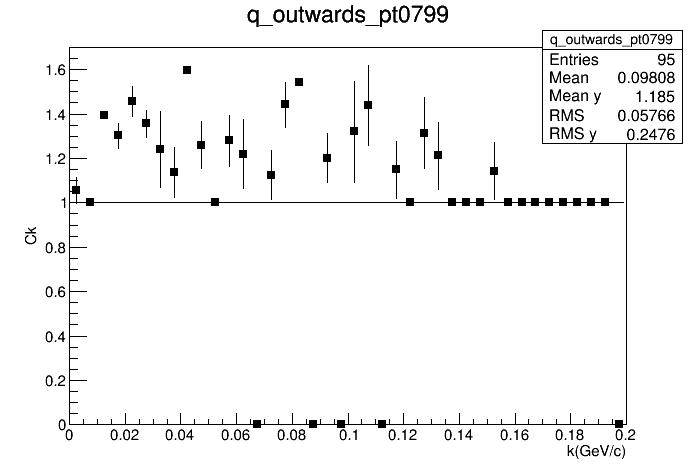 q_outwards_pt0799
q_outwards_pt0799
Entries 95
Mean 0.09808
Mean y 1.185
RMS 0.05766
RMS y 0.2476
1.6
1.4
1.2
1
Ck
0.8
0.6
0.4
0.2
0
0 0.02 0.04 0.06 0.08 0.1 0.12 0.14 0.16 0.18 0.2
k(GeV/c)